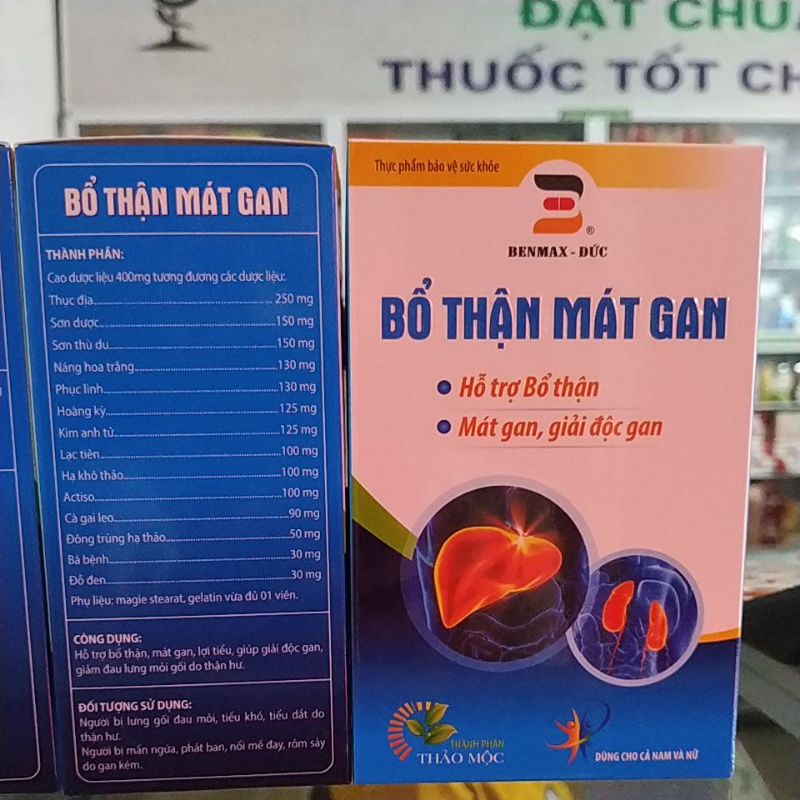 ĐẠT CHU
THUỐC TỐT CH
BỔ THẬN MÁT GAN
THÀNH PHẦN:
Cao dược liệu 400mg tương đương các dược liệu:
Thục địa 250 mg
Sơn dược 150 mg
Sơn thù du 150 mg
Náng hoa trắng 130 mg
Phục linh 130 mg
Hoàng kỳ 125 mg
Kim anh tử 125 mg
Lạc tiên 100 mg
Hạ khô thảo 100 mg
Actiso 100 mg
Cà gai leo 90 mg
Đông trùng hạ thảo 50 mg
Bá bệnh 30 mg
Đỗ đen 30 mg
Phụ liệu: magie stearat, gelatin vừa đủ 01 viên.
CÔNG DỤNG:
Hỗ trợ bổ thận, mát gan, lợi tiểu, giúp giải độc gan,
giảm đau lưng mỏi gối do thận hư.
ĐỐI TƯỢNG SỬ DỤNG:
Người bị lưng gối đau mỏi, tiểu khó, tiểu dắt do
thận hư.
Người bị mẩn ngứa, phát ban, nổi mề đay, rôm sảy
do gan kém.
Thực phẩm bảo vệ sức khỏe
BENMAX - ĐỨC
BỔ THẬN MÁT GAN
Hỗ trợ Bổ thận
Mát gan, giải độc gan
THÀNH PHẦN
THẢO MỘC
DÙNG CHO CẢ NAM VÀ NỮ